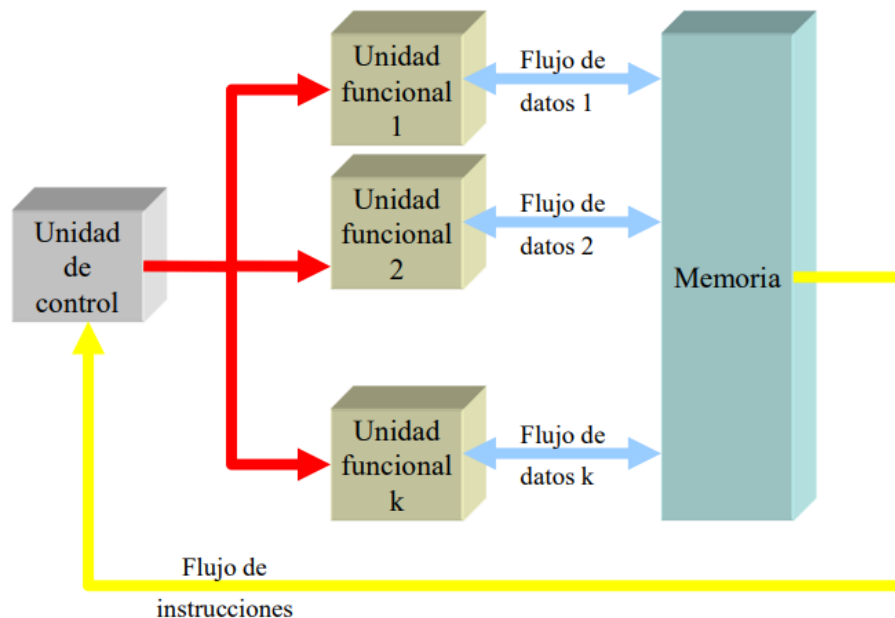 Unidad
funcional
1
Flujo de
datos 1
Unidad
funcional
2
Flujo de
datos 2
Unidad
de
control
Memoria
Unidad
funcional
k
Flujo de
datos k
Flujo de
instrucciones